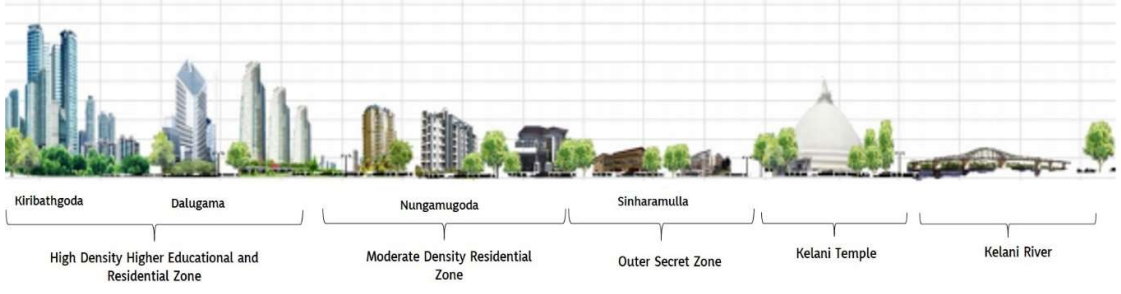 Kiribathgoda
Dalugama
Nungamugoda
Sinharamulla
High Density Higher Educational and
Residential Zone
Moderate Density Residential
Zone
Outer Secret Zone
Kelani Temple
Kelani River